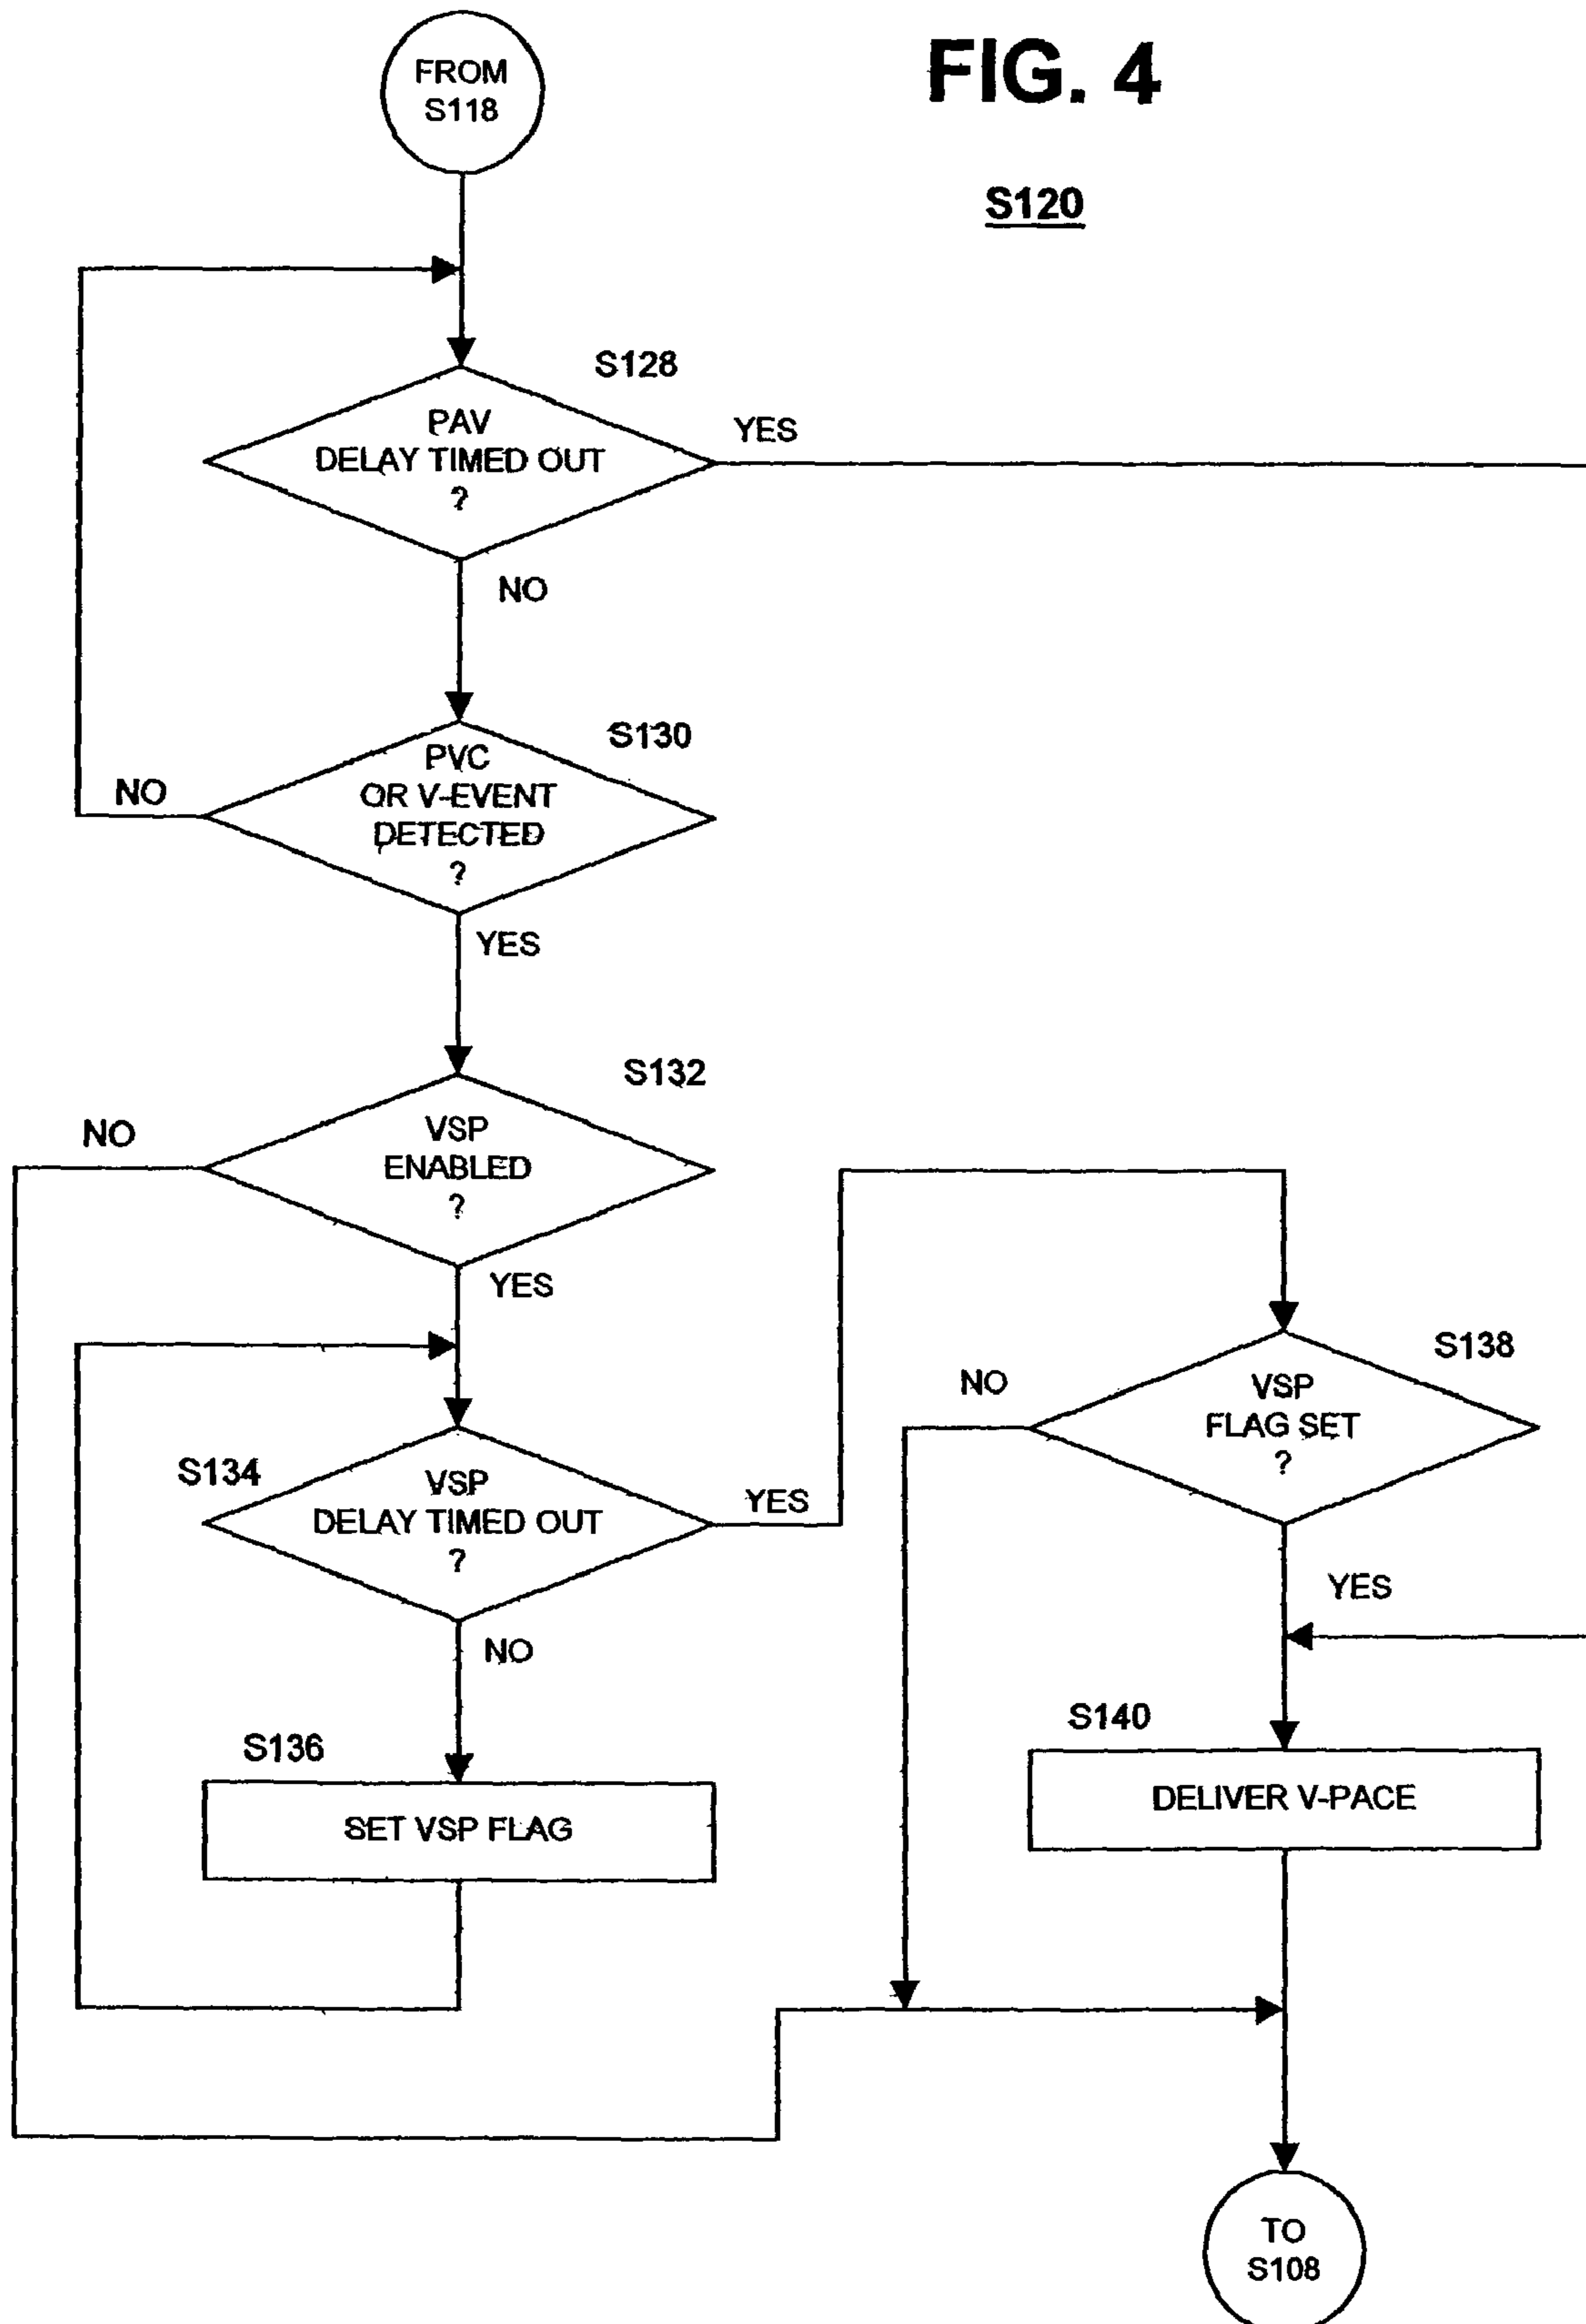 FIG. 4
S120
FROM
S118
S128
PAV
DELAY TIMED OUT
?
YES
NO
S130
PVC
OR V-EVENT
DETECTED
?
NO
YES
S132
VSP
ENABLED
?
NO
YES
S134
VSP
DELAY TIMED OUT
?
YES
NO
S136
SET VSP FLAG
S138
VSP
FLAG SET
?
NO
YES
S140
DELIVER V-PACE
TO
S108